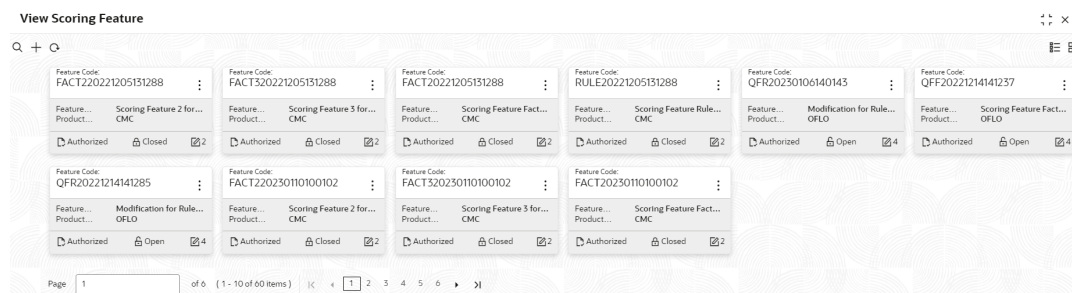 View Scoring Feature
Feature Code:
FACT220221205131288
Feature... Scoring Feature 2 for...
Product... CMC
Authorized Closed 2
Feature Code:
FACT320221205131288
Feature... Scoring Feature 3 for...
Product... CMC
Authorized Closed 2
Feature Code:
FACT20221205131288
Feature... Scoring Feature Fact...
Product... CMC
Authorized Closed 2
Feature Code:
RULE20221205131288
Feature... Scoring Feature Rule...
Product... CMC
Authorized Closed 2
Feature Code:
QFR20230106140143
Feature... Modification for Rule...
Product... OFLO
Authorized Open 4
Feature Code:
QFF20221214141237
Feature... Scoring Feature Fact...
Product... OFLO
Authorized Open 4
Feature Code:
QFR20221214141285
Feature... Modification for Rule...
Product... OFLO
Authorized Open 4
Feature Code:
FACT220230110100102
Feature... Scoring Feature 2 for...
Product... CMC
Authorized Closed 2
Feature Code:
FACT320230110100102
Feature... Scoring Feature 3 for...
Product... CMC
Authorized Closed 2
Feature Code:
FACT20230110100102
Feature... Scoring Feature Fact...
Product... CMC
Authorized Closed 2
Page 1 of 6 (1 - 10 of 60 items) 1 2 3 4 5 6